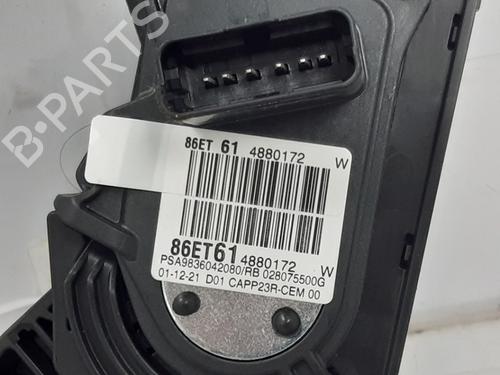 86ET 61 4880172 W
86ET61 4880172 W
PSA9836042080/RB 028075500G
01-12-21 D01 CAPP23R-CEM 00
B-PARTS